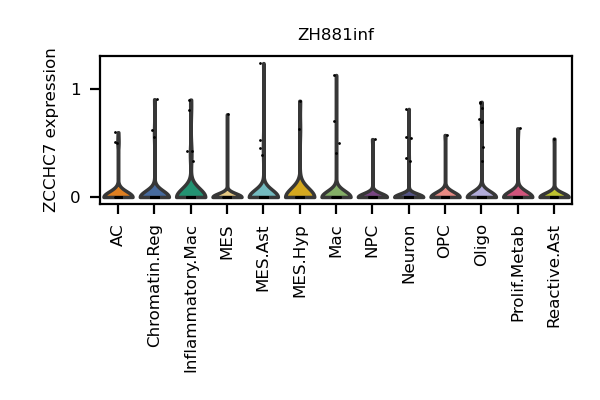 ZH881inf
ZCCHC7 expression
1
0
AC
Chromatin.Reg
Inflammatory.Mac
MES
MES.Ast
MES.Hyp
Mac
NPC
Neuron
OPC
Oligo
Prolif.Metab
Reactive.Ast